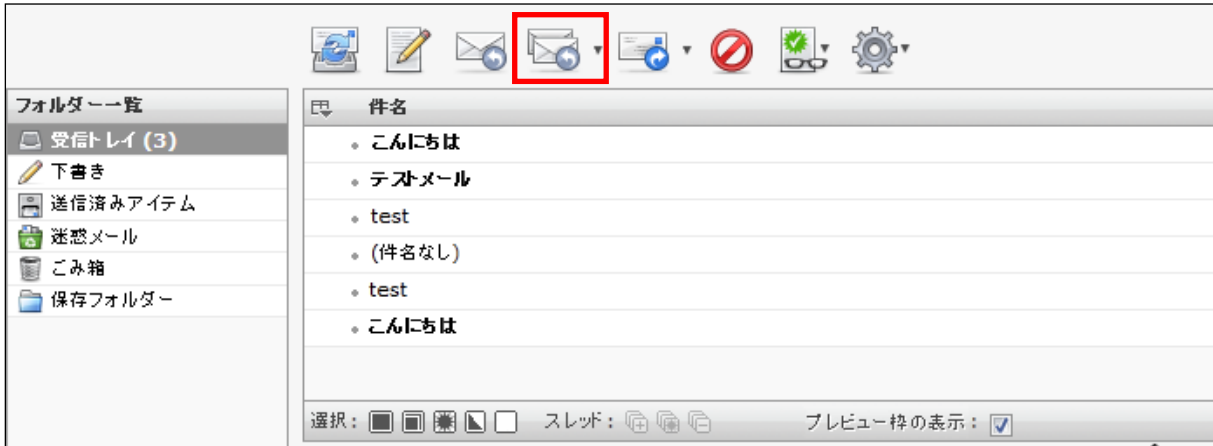 フォルダー一覧
件名
受信トレイ (3)
下書き
送信済みアイテム
迷惑メール
ごみ箱
保存フォルダー
こんにちは
テストメール
test
(件名なし)
test
こんにちは
選択: スレッド: プレビュー枠の表示: